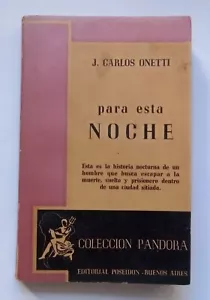 J. CARLOS ONETTI
para esta
NOCHE
Esta es la historia nocturna de un
hombre que busca escapar a la
muerte, sueño y prisionero dentro
de una ciudad sitiada.
COLECCION PANDORA
EDITORIAL POSEIDON - BUENOS AIRES